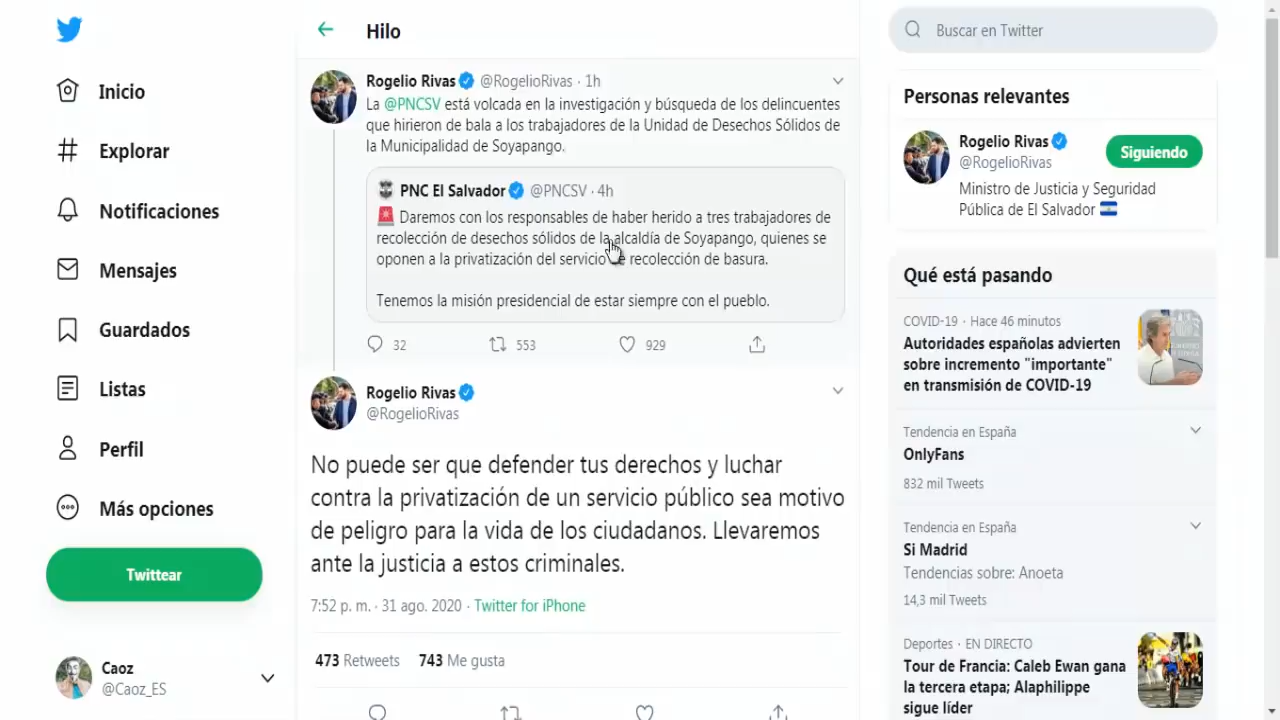 Inicio
Explorar
Notificaciones
Mensajes
Guardados
Listas
Perfil
Más opciones
Twittear
Caoz
@Caoz_ES
Hilo
Rogelio Rivas @RogelioRivas · 1h
La @PNCSV está volcada en la investigación y búsqueda de los delincuentes
que hirieron de bala a los trabajadores de la Unidad de Desechos Sólidos de
la Municipalidad de Soyapango.
PNC El Salvador @PNCSV · 4h
Daremos con los responsables de haber herido a tres trabajadores de
recolección de desechos sólidos de la alcaldía de Soyapango, quienes se
oponen a la privatización del servicio de recolección de basura.
Tenemos la misión presidencial de estar siempre con el pueblo.
32 553 929
Rogelio Rivas
@RogelioRivas
No puede ser que defender tus derechos y luchar
contra la privatización de un servicio público sea motivo
de peligro para la vida de los ciudadanos. Llevaremos
ante la justicia a estos criminales.
7:52 p. m. · 31 ago. 2020 · Twitter for iPhone
473 Retweets 743 Me gusta
Buscar en Twitter
Personas relevantes
Rogelio Rivas
@RogelioRivas
Siguiendo
Ministro de Justicia y Seguridad
Pública de El Salvador
Qué está pasando
COVID-19 · Hace 46 minutos
Autoridades españolas advierten
sobre incremento "importante"
en transmisión de COVID-19
Tendencia en España
OnlyFans
832 mil Tweets
Tendencia en España
Si Madrid
Tendencias sobre: Anoeta
14,3 mil Tweets
Deportes · EN DIRECTO
Tour de Francia: Caleb Ewan gana
la tercera etapa; Alaphilippe
sigue líder